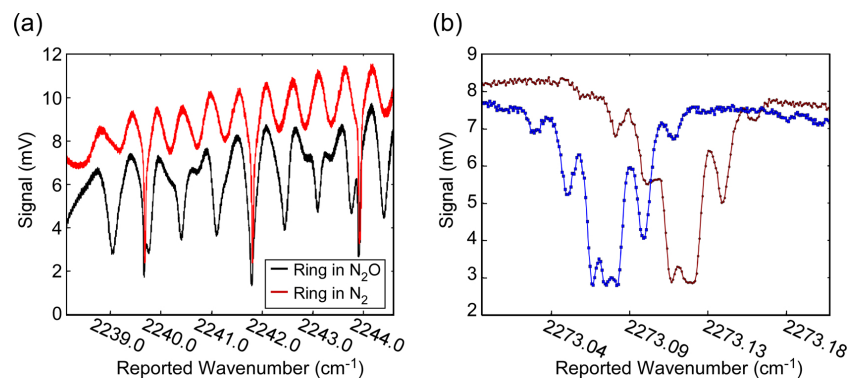 (a)
12
10
8
6
4
2
0
Signal (mV)
Ring in N₂O
Ring in N₂
2239.0 2240.0 2241.0 2242.0 2243.0 2244.0
Reported Wavenumber (cm⁻¹)
(b)
9
8
7
6
5
4
3
2
Signal (mV)
2273.04 2273.09 2273.13 2273.18
Reported Wavenumber (cm⁻¹)